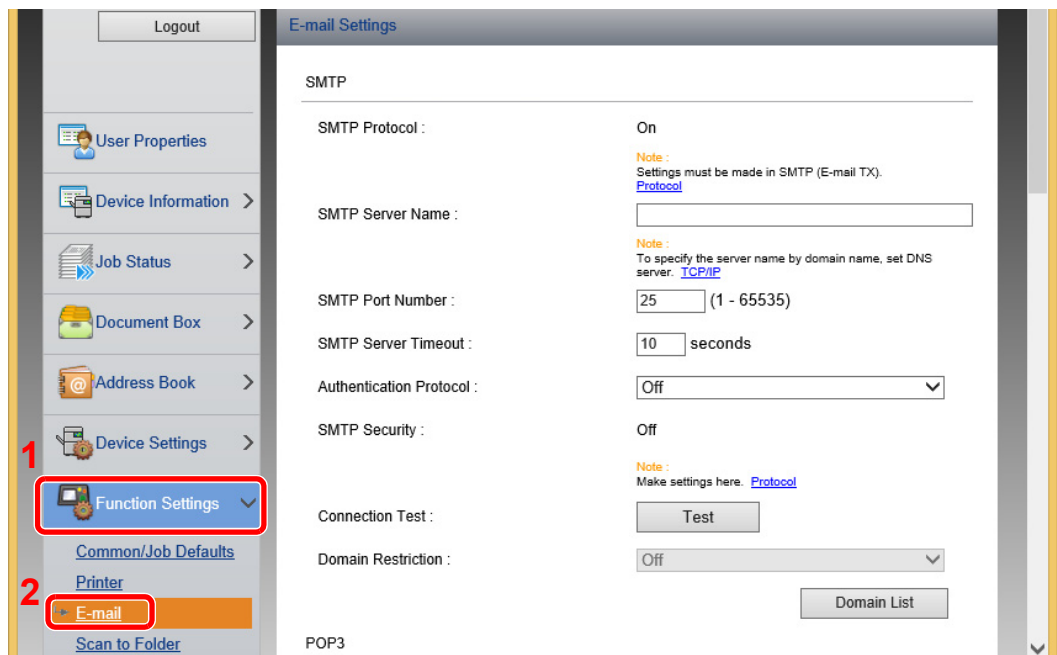 Logout
User Properties
Device Information
Job Status
Document Box
Address Book
1
Device Settings
Function Settings
Common/Job Defaults
Printer
2
E-mail
Scan to Folder
E-mail Settings
SMTP
SMTP Protocol :
On
Note :
Settings must be made in SMTP (E-mail TX).
Protocol
SMTP Server Name :
Note :
To specify the server name by domain name, set DNS
server. TCP/IP
SMTP Port Number :
25 (1 - 65535)
SMTP Server Timeout :
10 seconds
Authentication Protocol :
Off
SMTP Security :
Off
Note :
Make settings here. Protocol
Connection Test :
Test
Domain Restriction :
Off
Domain List
POP3